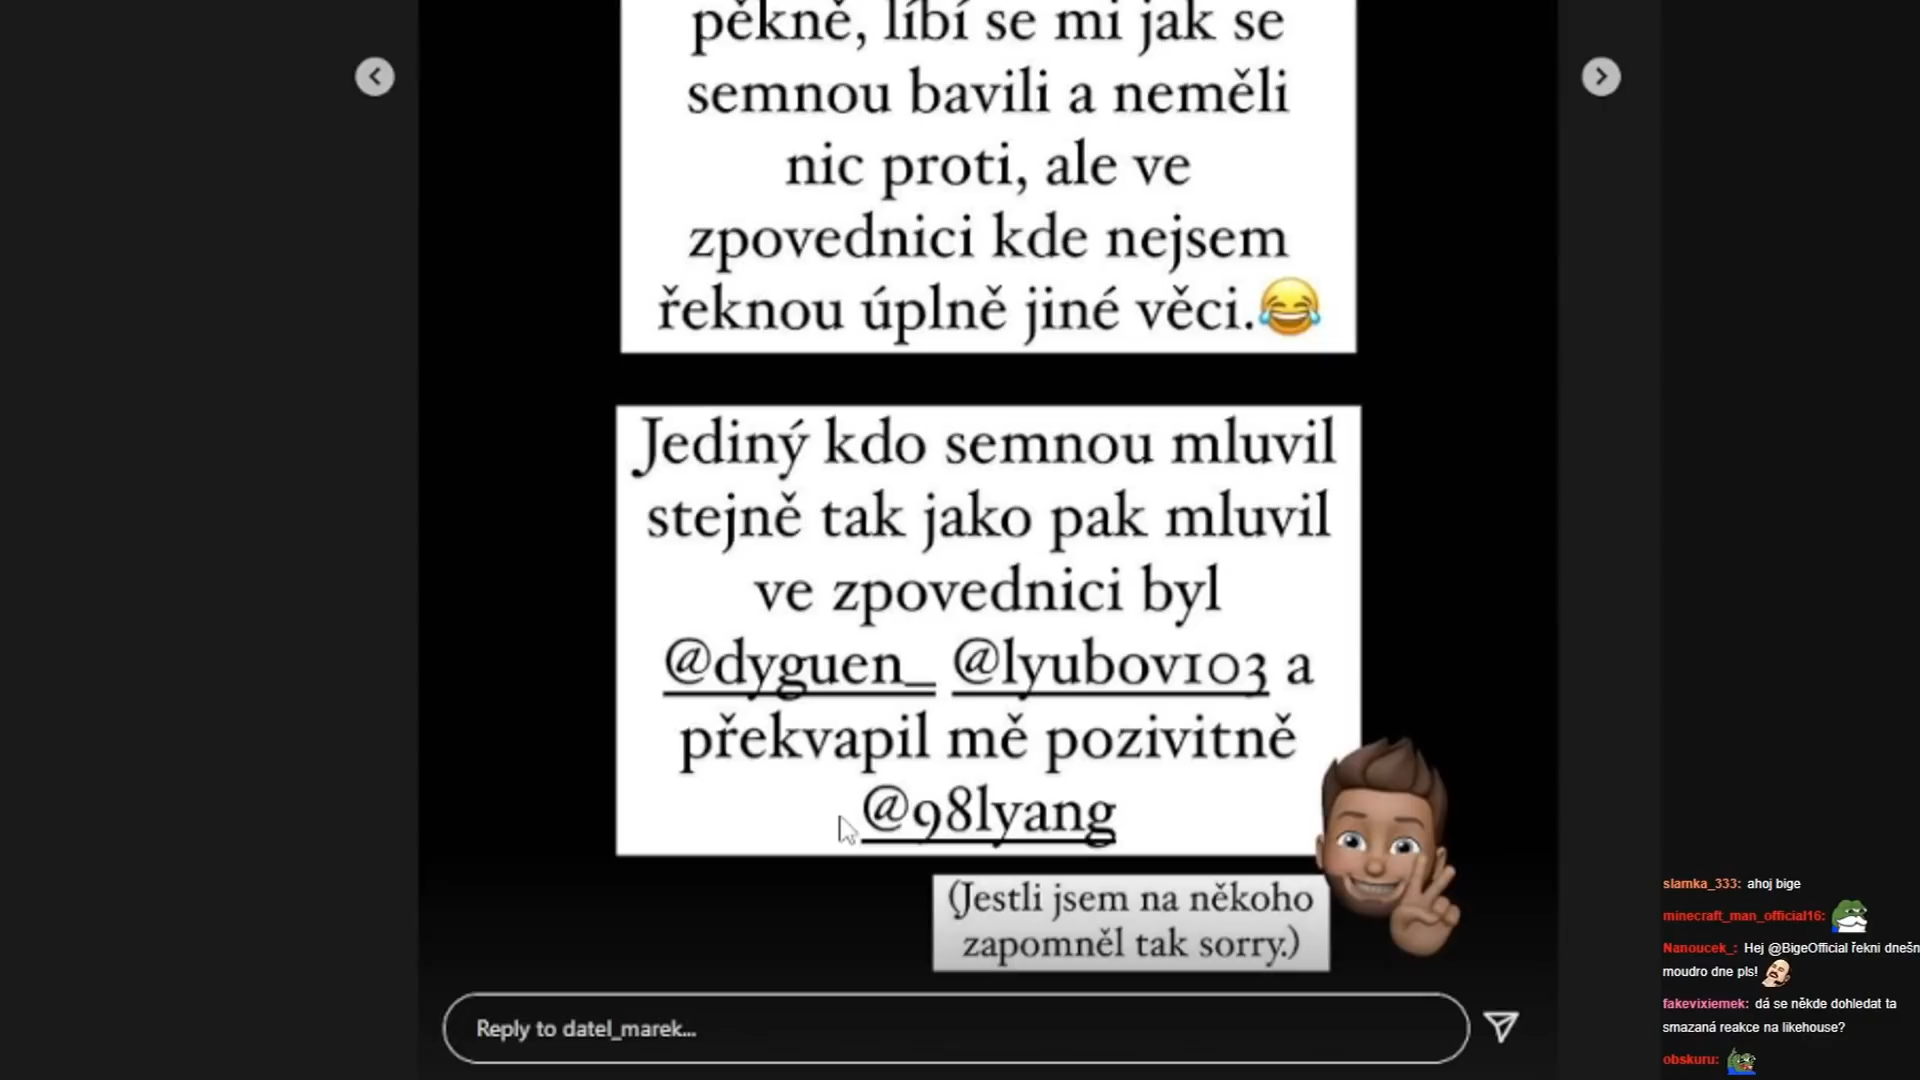 pěkně, líbí se mi jak se
semnou bavili a neměli
nic proti, ale ve
zpovednici kde nejsem
řeknou úplně jiné věci.😂
Jediný kdo semnou mluvil
stejně tak jako pak mluvil
ve zpovednici byl
@dyguen_ @lyubov103 a
překvapil mě pozivitně
@98lyang
(Jestli jsem na někoho
zapomněl tak sorry.)
Reply to datel_marek...
slamka_333: ahoj bige
minecraft_man_official16:
Nanoucek_: Hej @BigeOfficial řekni dnešn
moudro dne pls!
fakevixiemek: dá se někde dohledat ta
smazaná reakce na likehouse?
obskuru: